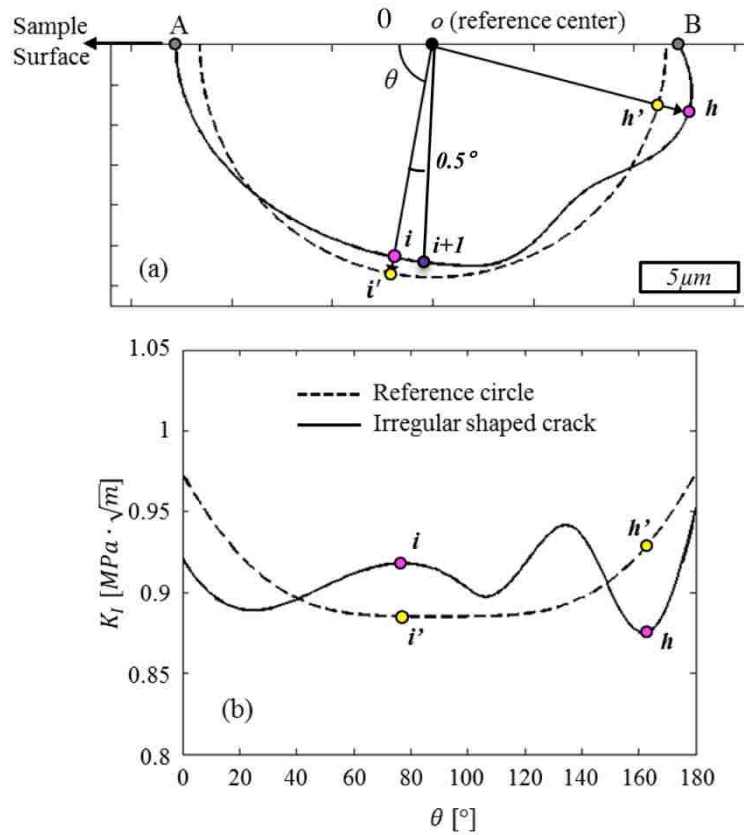 Sample
Surface
A
0
o (reference center)
B
θ
h'
h
0.5°
i
i+1
i'
(a)
5μm
1.05
1
0.95
0.9
0.85
0.8
K_I [MPa · √m]
Reference circle
Irregular shaped crack
i
h'
i'
h
(b)
0 20 40 60 80 100 120 140 160 180
θ [°]